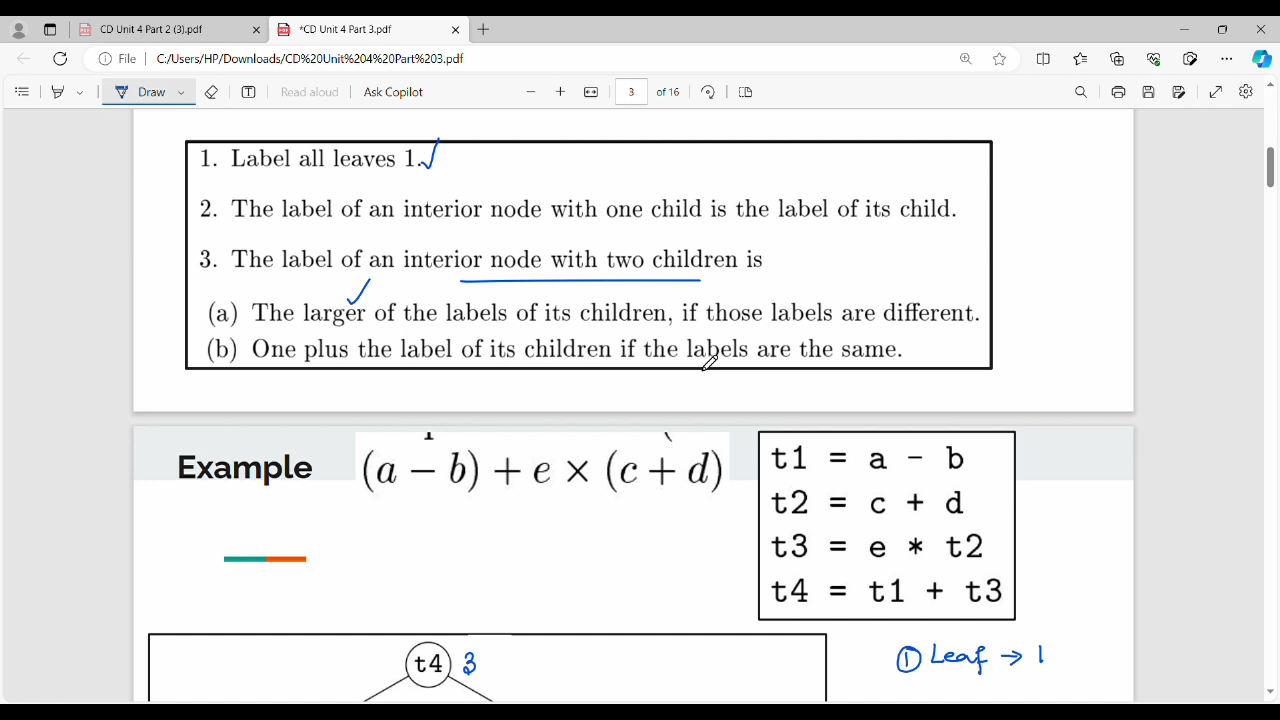 CD Unit 4 Part 2 (3).pdf
*CD Unit 4 Part 3.pdf
File
C:/Users/HP/Downloads/CD%20Unit%204%20Part%203.pdf
Draw
Read aloud
Ask Copilot
3 of 16
1. Label all leaves 1.
2. The label of an interior node with one child is the label of its child.
3. The label of an interior node with two children is
(a) The larger of the labels of its children, if those labels are different.
(b) One plus the label of its children if the labels are the same.
Example
(a − b) + e × (c + d)
t1 = a - b
t2 = c + d
t3 = e * t2
t4 = t1 + t3
t4 3
① Leaf → 1